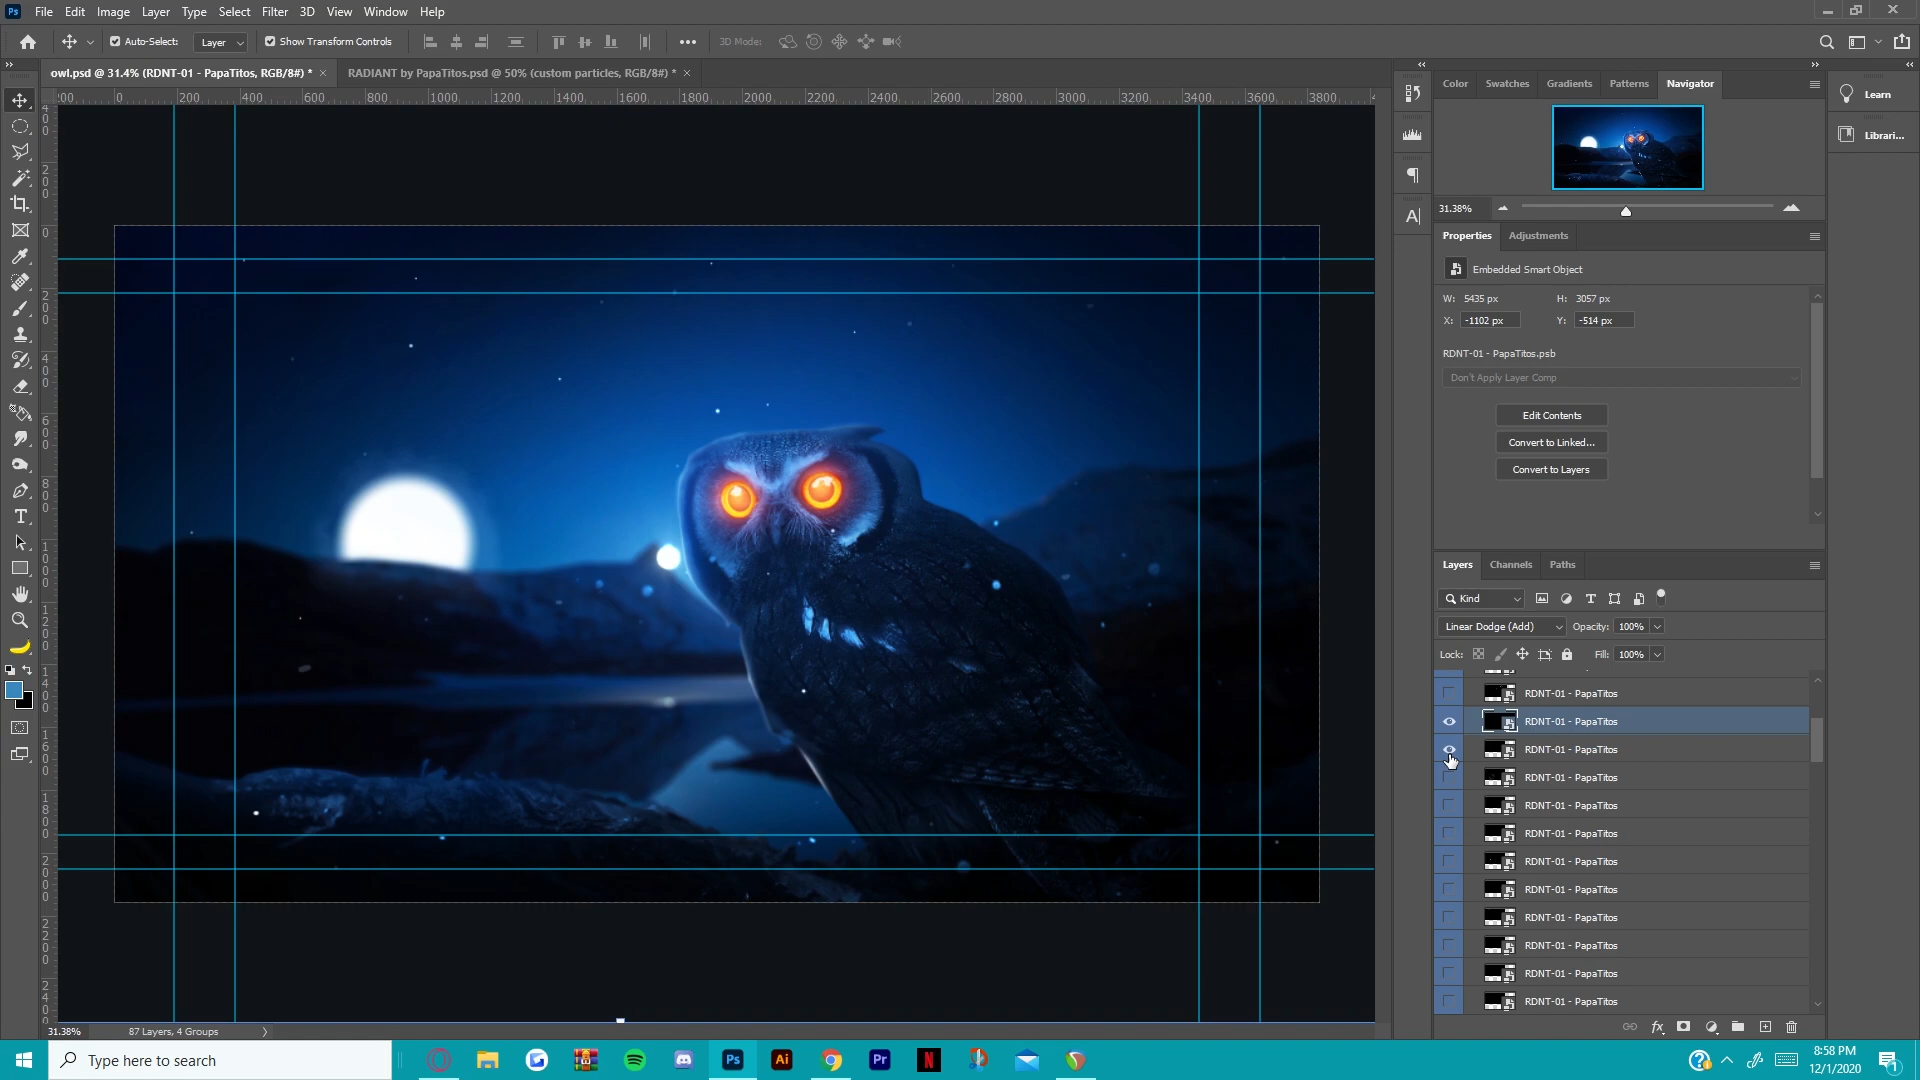 Ps File Edit Image Layer Type Select Filter 3D View Window Help
Auto-Select: Layer Show Transform Controls 3D Mode:
owl.psd @ 31.4% (RDNT-01 - PapaTitos, RGB/8#) * × RADIANT by PapaTitos.psd @ 50% (custom particles, RGB/8#) * ×
0 200 400 600 800 1000 1200 1400 1600 1800 2000 2200 2400 2600 2800 3000 3200 3400 3600 3800
Color Swatches Gradients Patterns Navigator
Learn
Librari...
31.38%
Properties Adjustments
Embedded Smart Object
W: 5435 px H: 3057 px
X: -1102 px Y: -514 px
RDNT-01 - PapaTitos.psb
Don't Apply Layer Comp
Edit Contents
Convert to Linked...
Convert to Layers
Layers Channels Paths
Kind
Linear Dodge (Add) Opacity: 100%
Lock: Fill: 100%
RDNT-01 - PapaTitos
RDNT-01 - PapaTitos
RDNT-01 - PapaTitos
RDNT-01 - PapaTitos
RDNT-01 - PapaTitos
RDNT-01 - PapaTitos
RDNT-01 - PapaTitos
RDNT-01 - PapaTitos
RDNT-01 - PapaTitos
RDNT-01 - PapaTitos
RDNT-01 - PapaTitos
RDNT-01 - PapaTitos
31.38% 87 Layers, 4 Groups
Type here to search
Ps Ai Pr N
8:58 PM
12/1/2020
1